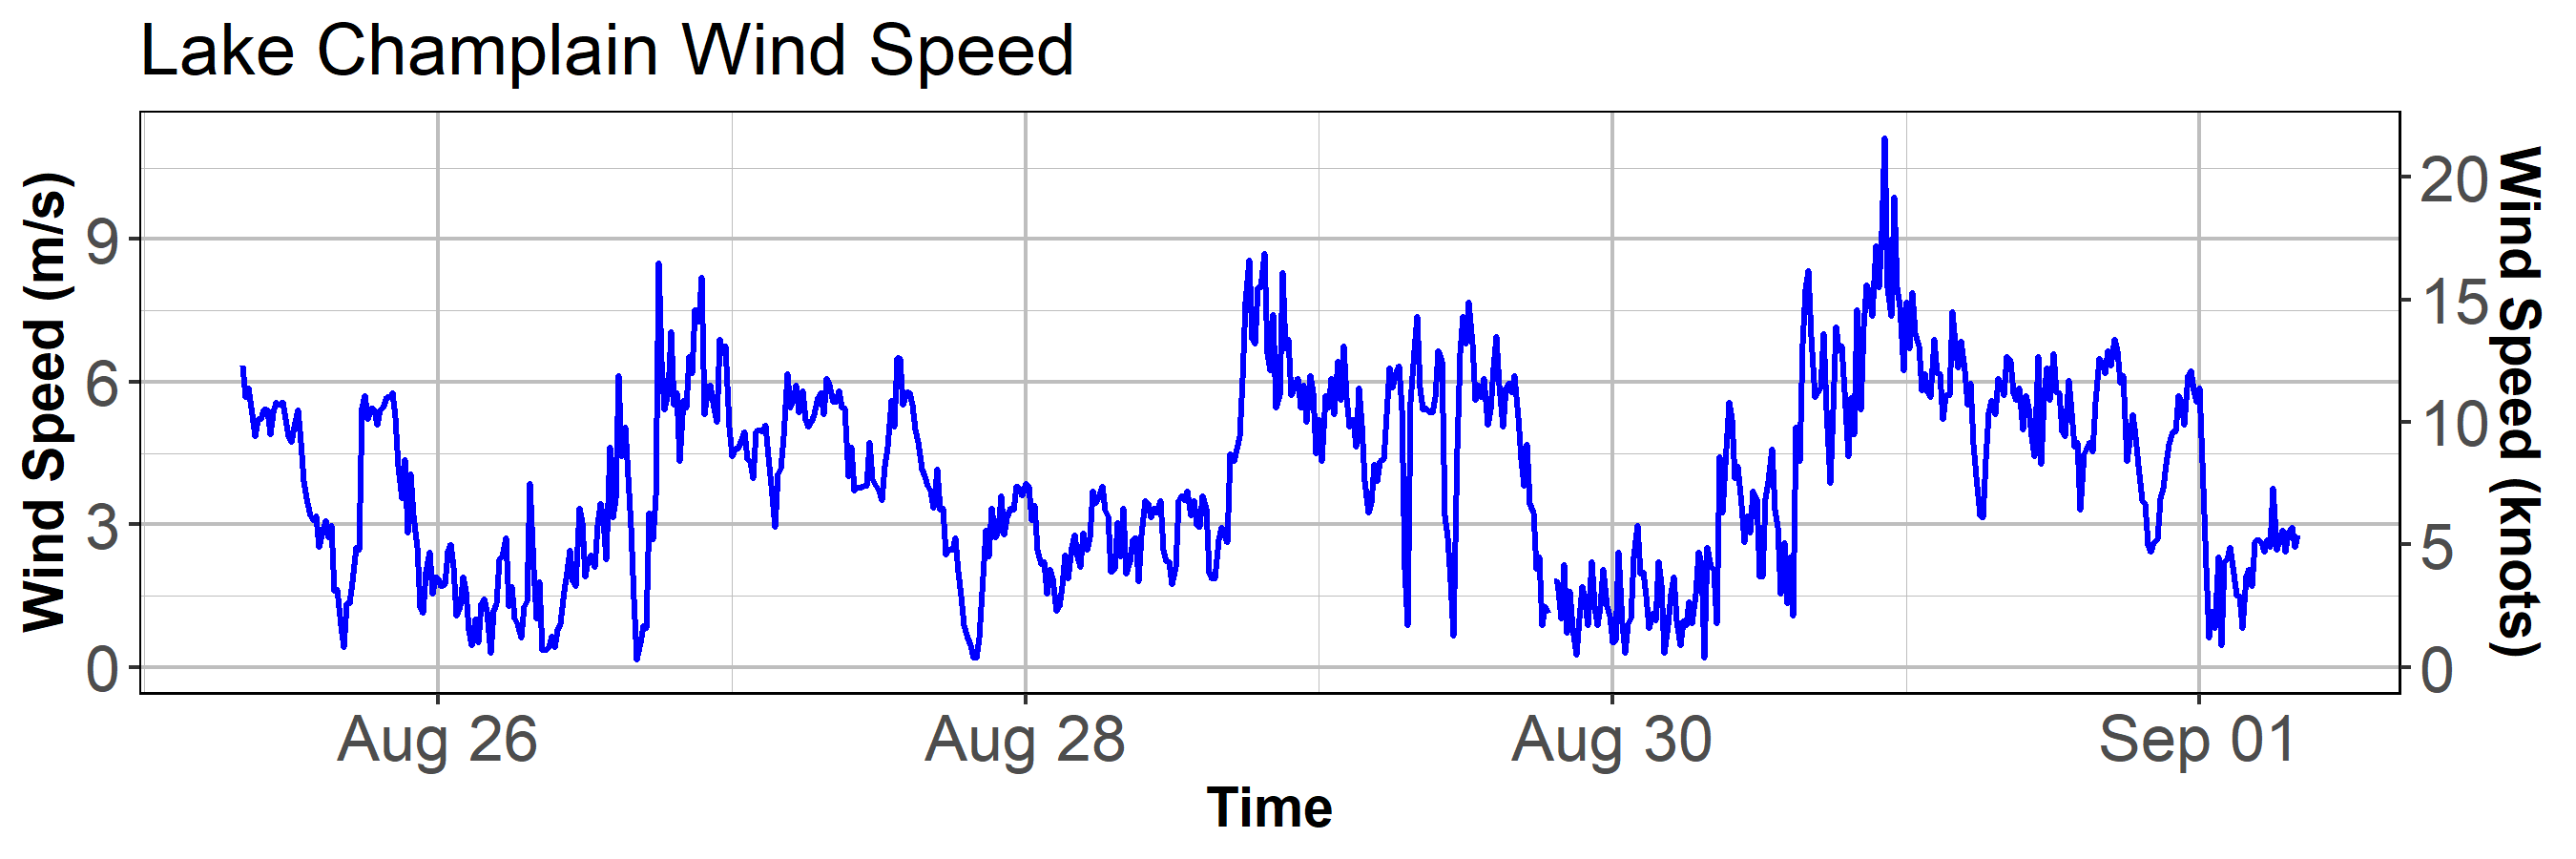 Lake Champlain Wind Speed
Wind Speed (m/s)
9
6
3
0
20
15
10
5
0
Wind Speed (knots)
Aug 26
Aug 28
Aug 30
Sep 01
Time